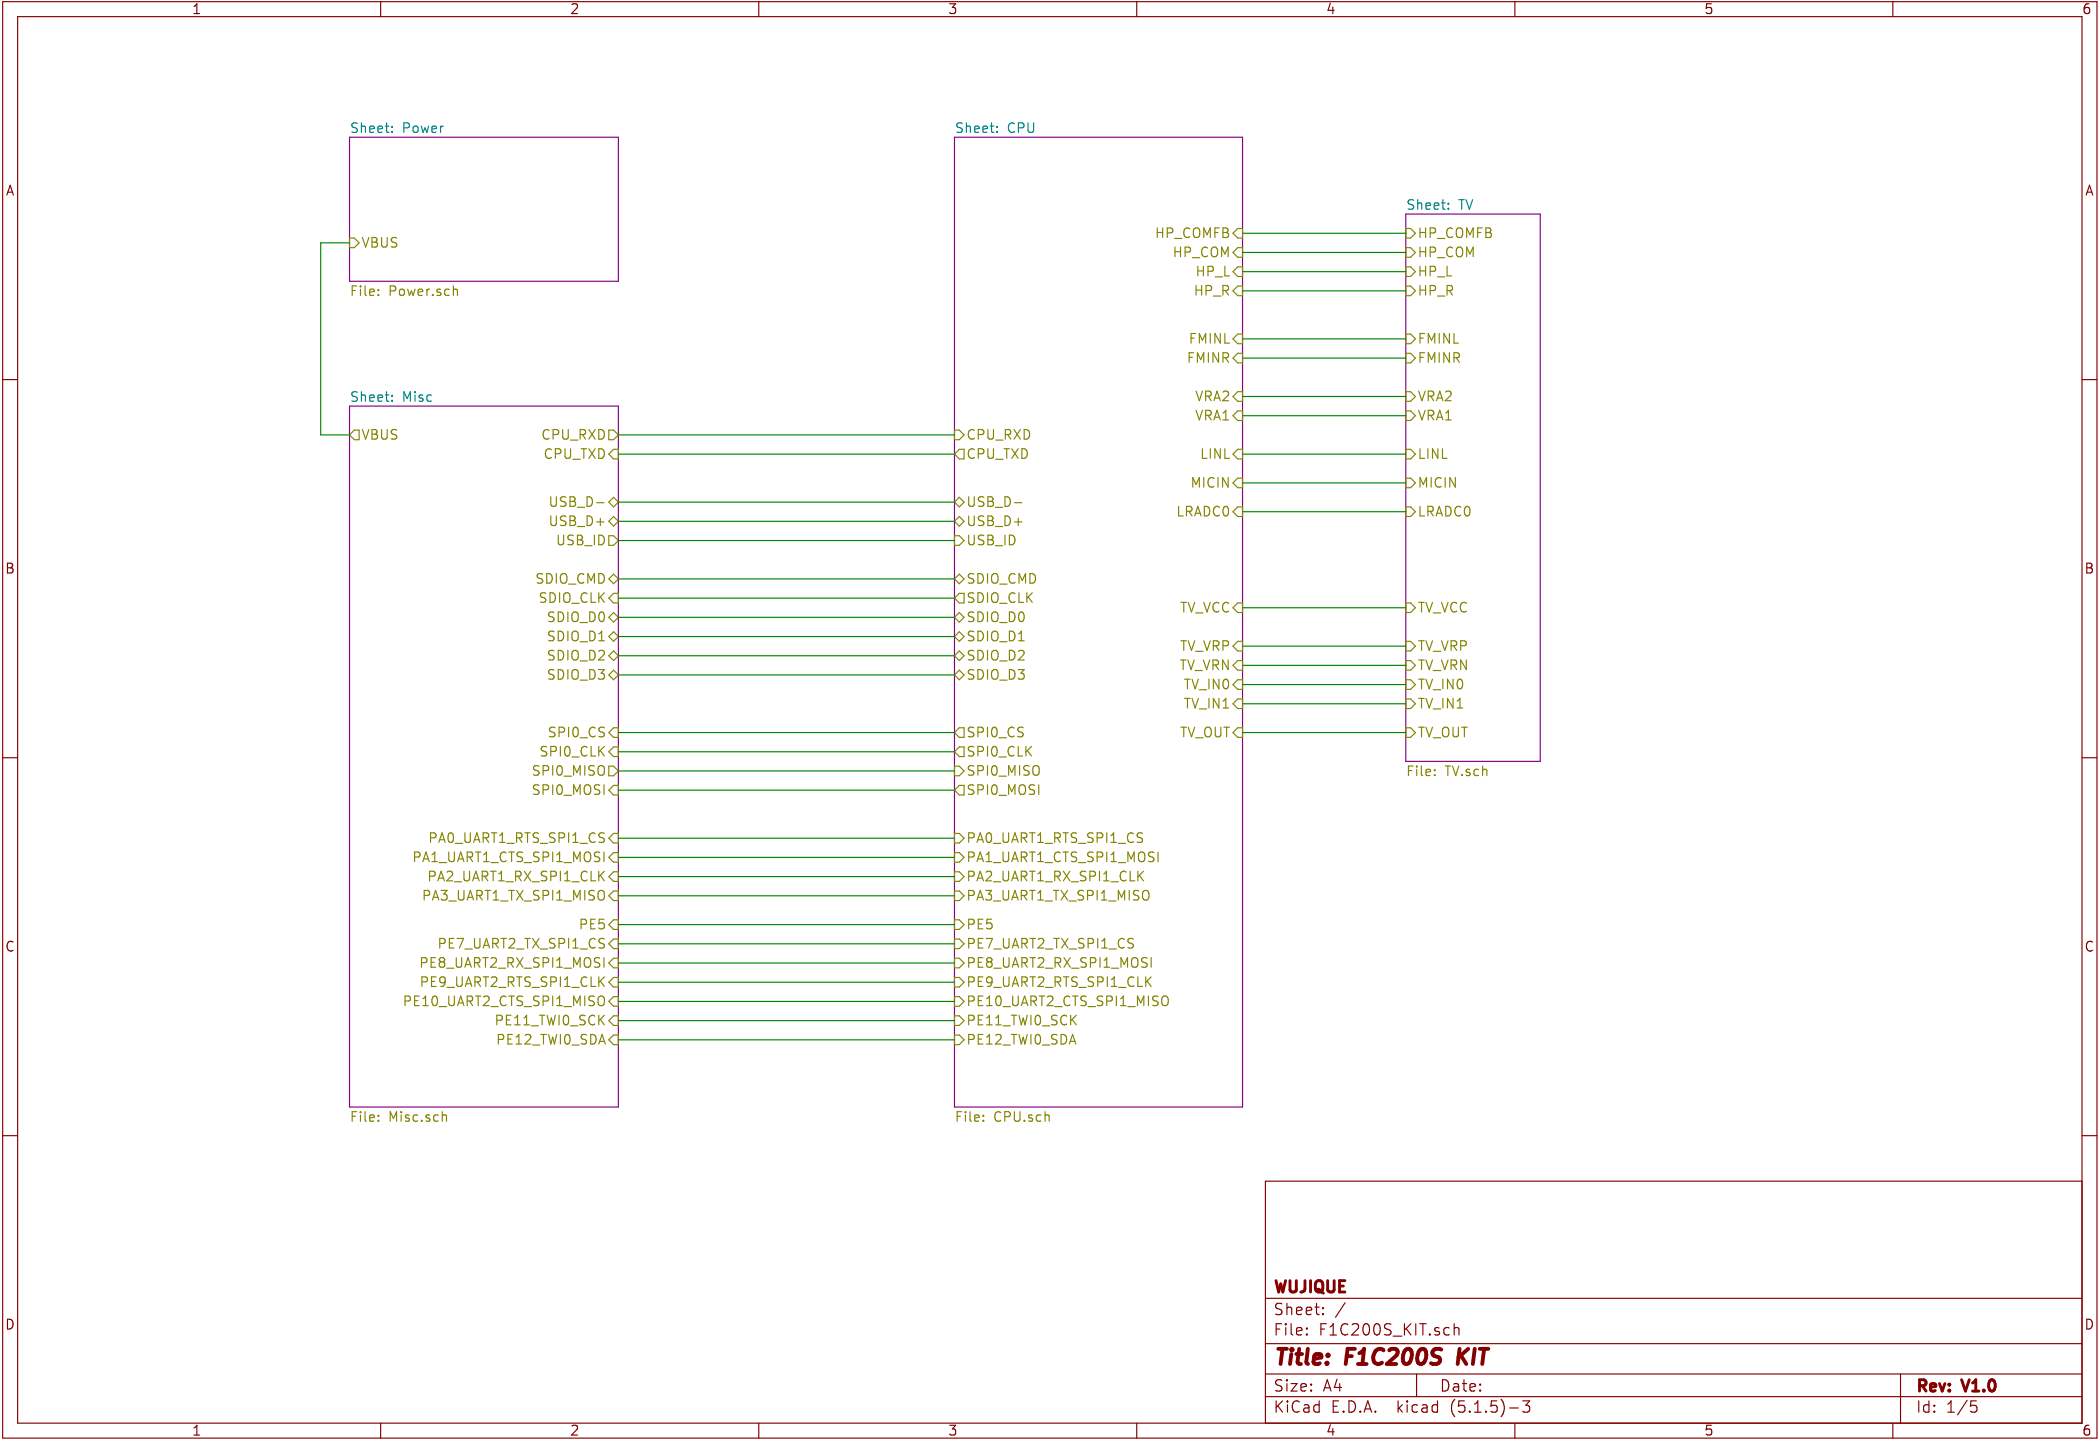 1 2 3 4 5 6
A A
B B
C C
D D
Sheet: Power
VBUS
File: Power.sch
Sheet: Misc
VBUS
CPU_RXD
CPU_TXD
USB_D-
USB_D+
USB_ID
SDIO_CMD
SDIO_CLK
SDIO_D0
SDIO_D1
SDIO_D2
SDIO_D3
SPI0_CS
SPI0_CLK
SPI0_MISO
SPI0_MOSI
PA0_UART1_RTS_SPI1_CS
PA1_UART1_CTS_SPI1_MOSI
PA2_UART1_RX_SPI1_CLK
PA3_UART1_TX_SPI1_MISO
PE5
PE7_UART2_TX_SPI1_CS
PE8_UART2_RX_SPI1_MOSI
PE9_UART2_RTS_SPI1_CLK
PE10_UART2_CTS_SPI1_MISO
PE11_TWI0_SCK
PE12_TWI0_SDA
File: Misc.sch
Sheet: CPU
CPU_RXD
CPU_TXD
USB_D-
USB_D+
USB_ID
SDIO_CMD
SDIO_CLK
SDIO_D0
SDIO_D1
SDIO_D2
SDIO_D3
SPI0_CS
SPI0_CLK
SPI0_MISO
SPI0_MOSI
PA0_UART1_RTS_SPI1_CS
PA1_UART1_CTS_SPI1_MOSI
PA2_UART1_RX_SPI1_CLK
PA3_UART1_TX_SPI1_MISO
PE5
PE7_UART2_TX_SPI1_CS
PE8_UART2_RX_SPI1_MOSI
PE9_UART2_RTS_SPI1_CLK
PE10_UART2_CTS_SPI1_MISO
PE11_TWI0_SCK
PE12_TWI0_SDA
HP_COMFB
HP_COM
HP_L
HP_R
FMINL
FMINR
VRA2
VRA1
LINL
MICIN
LRADC0
TV_VCC
TV_VRP
TV_VRN
TV_IN0
TV_IN1
TV_OUT
File: CPU.sch
Sheet: TV
HP_COMFB
HP_COM
HP_L
HP_R
FMINL
FMINR
VRA2
VRA1
LINL
MICIN
LRADC0
TV_VCC
TV_VRP
TV_VRN
TV_IN0
TV_IN1
TV_OUT
File: TV.sch
WUJIQUE
Sheet: /
File: F1C200S_KIT.sch
Title: F1C200S KIT
Size: A4 Date: Rev: V1.0
KiCad E.D.A. kicad (5.1.5)-3 Id: 1/5
1 2 3 4 5 6